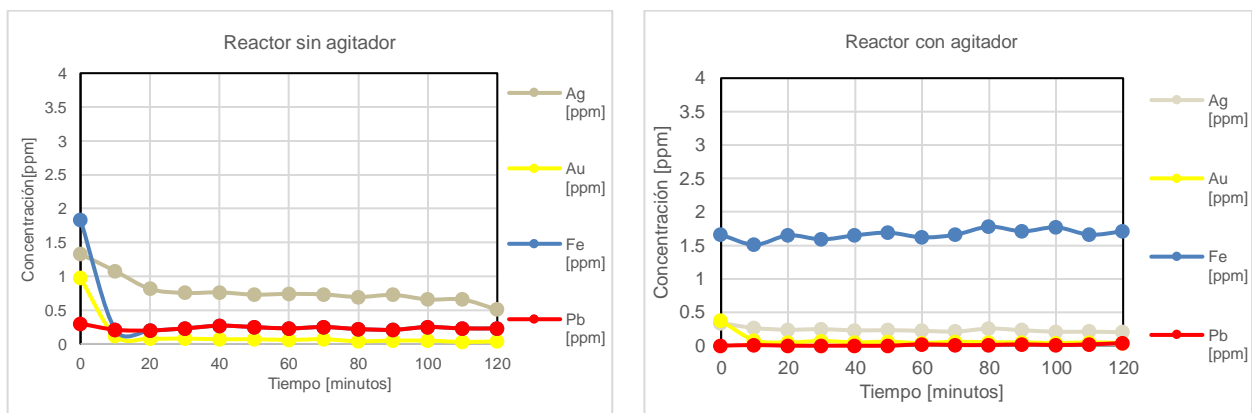 Reactor sin agitador
4
3.5
3
2.5
2
1.5
1
0.5
0
Concentración[ppm]
0 20 40 60 80 100 120
Tiempo [minutos]
Ag
[ppm]
Au
[ppm]
Fe
[ppm]
Pb
[ppm]
Reactor con agitador
4
3.5
3
2.5
2
1.5
1
0.5
0
Concentración [ppm]
0 20 40 60 80 100 120
Tiempo [minutos]
Ag
[ppm]
Au
[ppm]
Fe
[ppm]
Pb
[ppm]